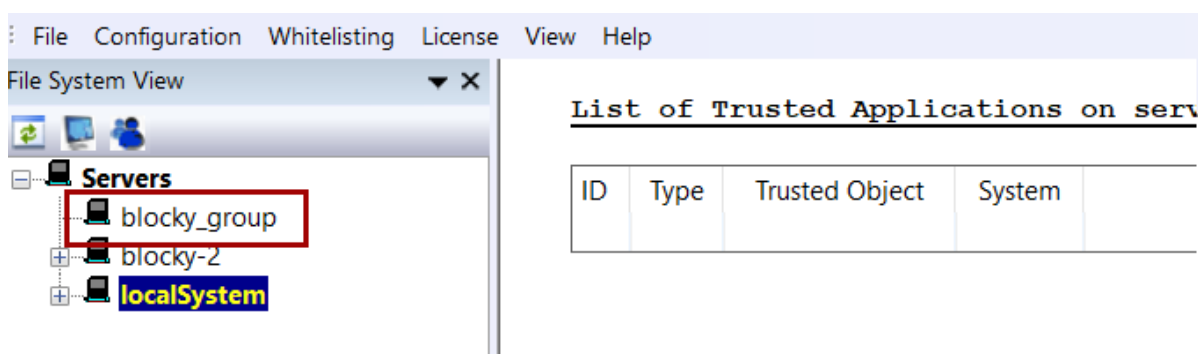 File Configuration Whitelisting License View Help
File System View
List of Trusted Applications on
Servers
blocky_group
blocky-2
localSystem
ID Type Trusted Object System